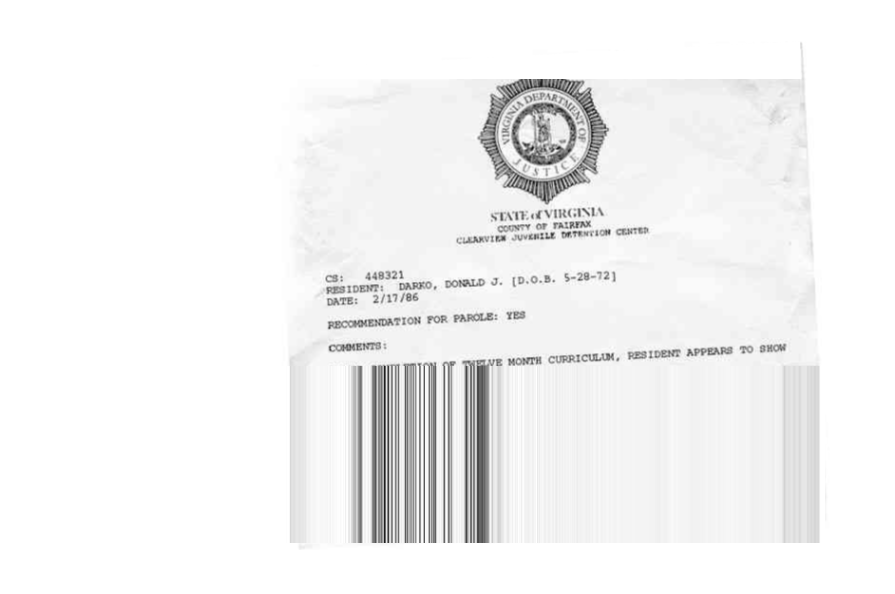 VIRGINIA DEPARTMENT OF
JUSTICE
STATE of VIRGINIA
COUNTY OF FAIRFAX
CLEARVIEW JUVENILE DETENTION CENTER
CS: 448321
RESIDENT: DARKO, DONALD J. [D.O.B. 5-28-72]
DATE: 2/17/86
RECOMMENDATION FOR PAROLE: YES
COMMENTS:
OF TWELVE MONTH CURRICULUM, RESIDENT APPEARS TO SHOW